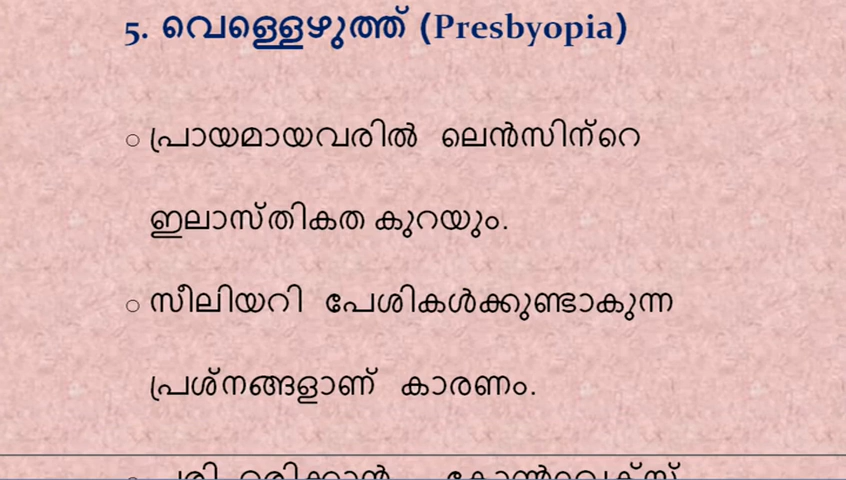 5. വെള്ളെഴുത്ത് (Presbyopia)
○ പ്രായമായവരിൽ ലെൻസിന്റെ
ഇലാസ്തികത കുറയും.
○ സീലിയറി പേശികൾക്കുണ്ടാകുന്ന
പ്രശ്നങ്ങളാണ് കാരണം.